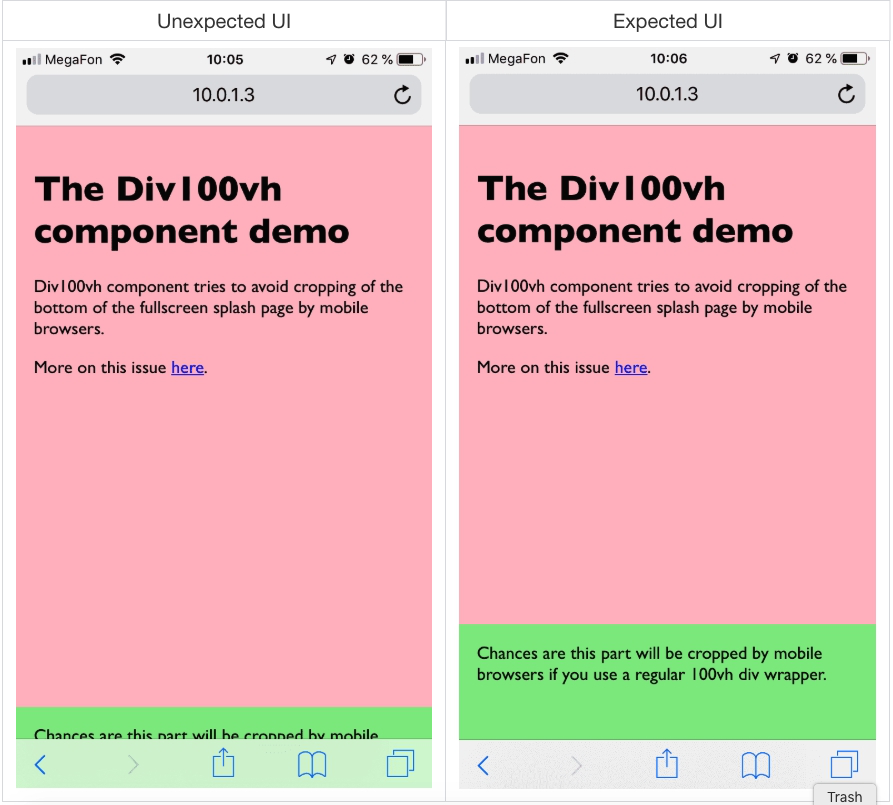 Unexpected UI
Expected UI
MegaFon 10:05 62 %
10.0.1.3
The Div100vh
component demo
Div100vh component tries to avoid cropping of the
bottom of the fullscreen splash page by mobile
browsers.
More on this issue here.
Chances are this part will be cropped by mobile
MegaFon 10:06 62 %
10.0.1.3
The Div100vh
component demo
Div100vh component tries to avoid cropping of the
bottom of the fullscreen splash page by mobile
browsers.
More on this issue here.
Chances are this part will be cropped by mobile
browsers if you use a regular 100vh div wrapper.
Trash